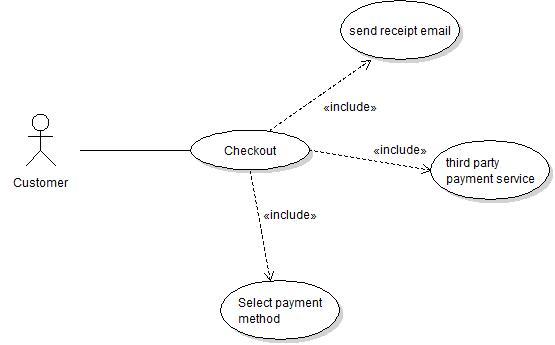 send receipt email
«include»
Checkout
«include»
third party
payment service
Customer
«include»
Select payment
method